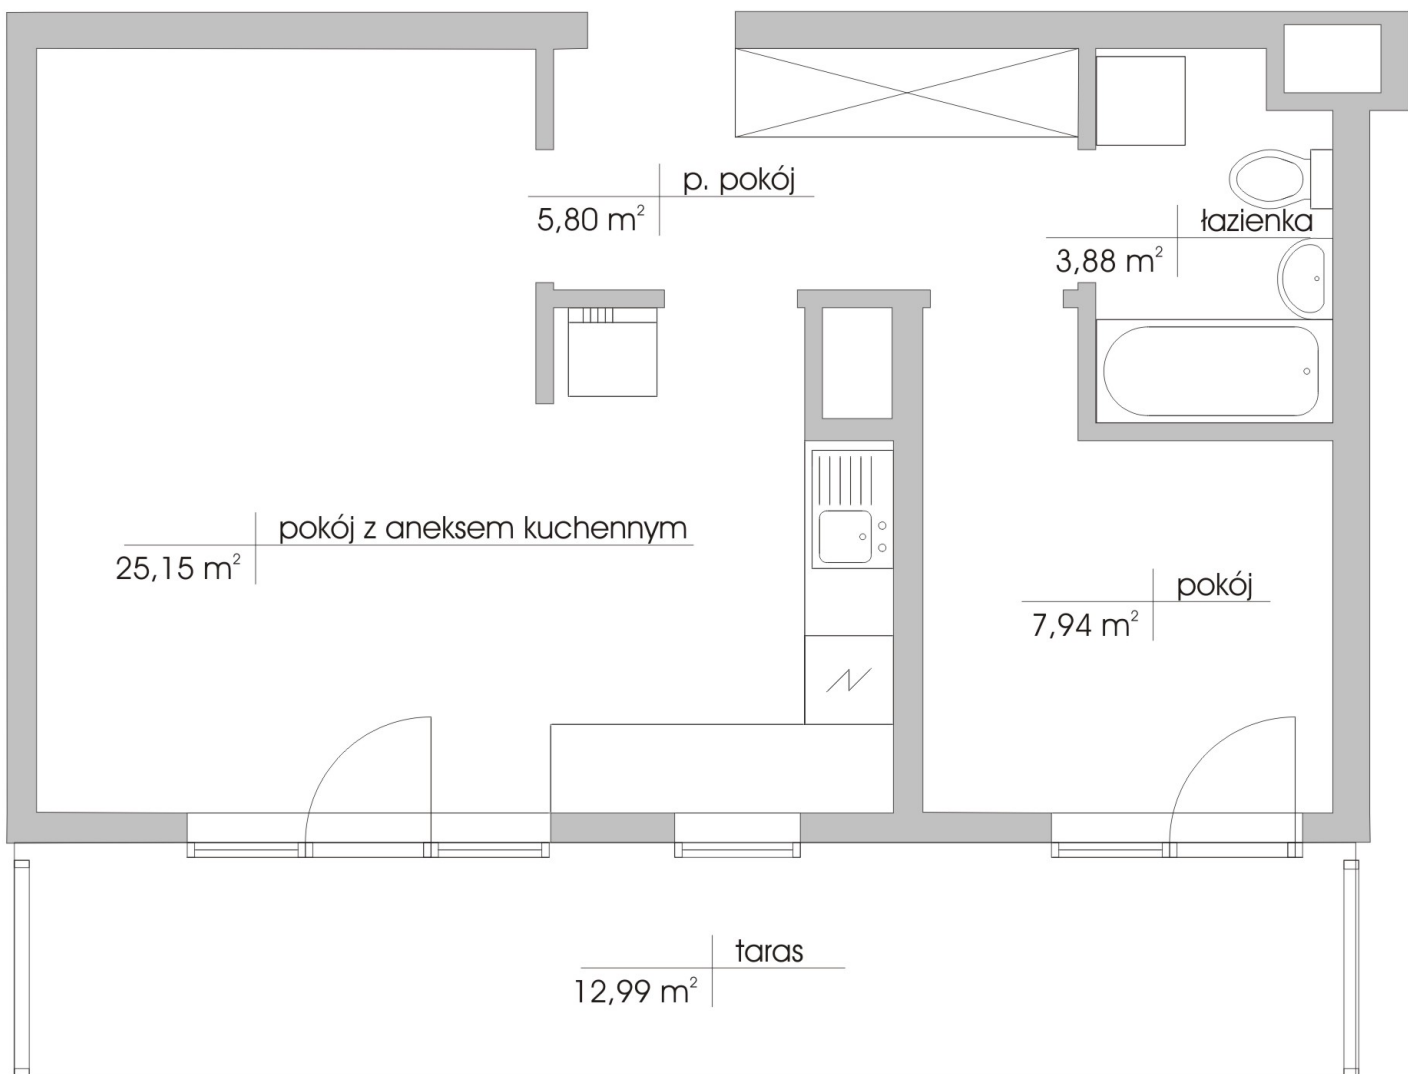 p. pokój
5,80 m²
łazienka
3,88 m²
pokój z aneksem kuchennym
25,15 m²
pokój
7,94 m²
taras
12,99 m²